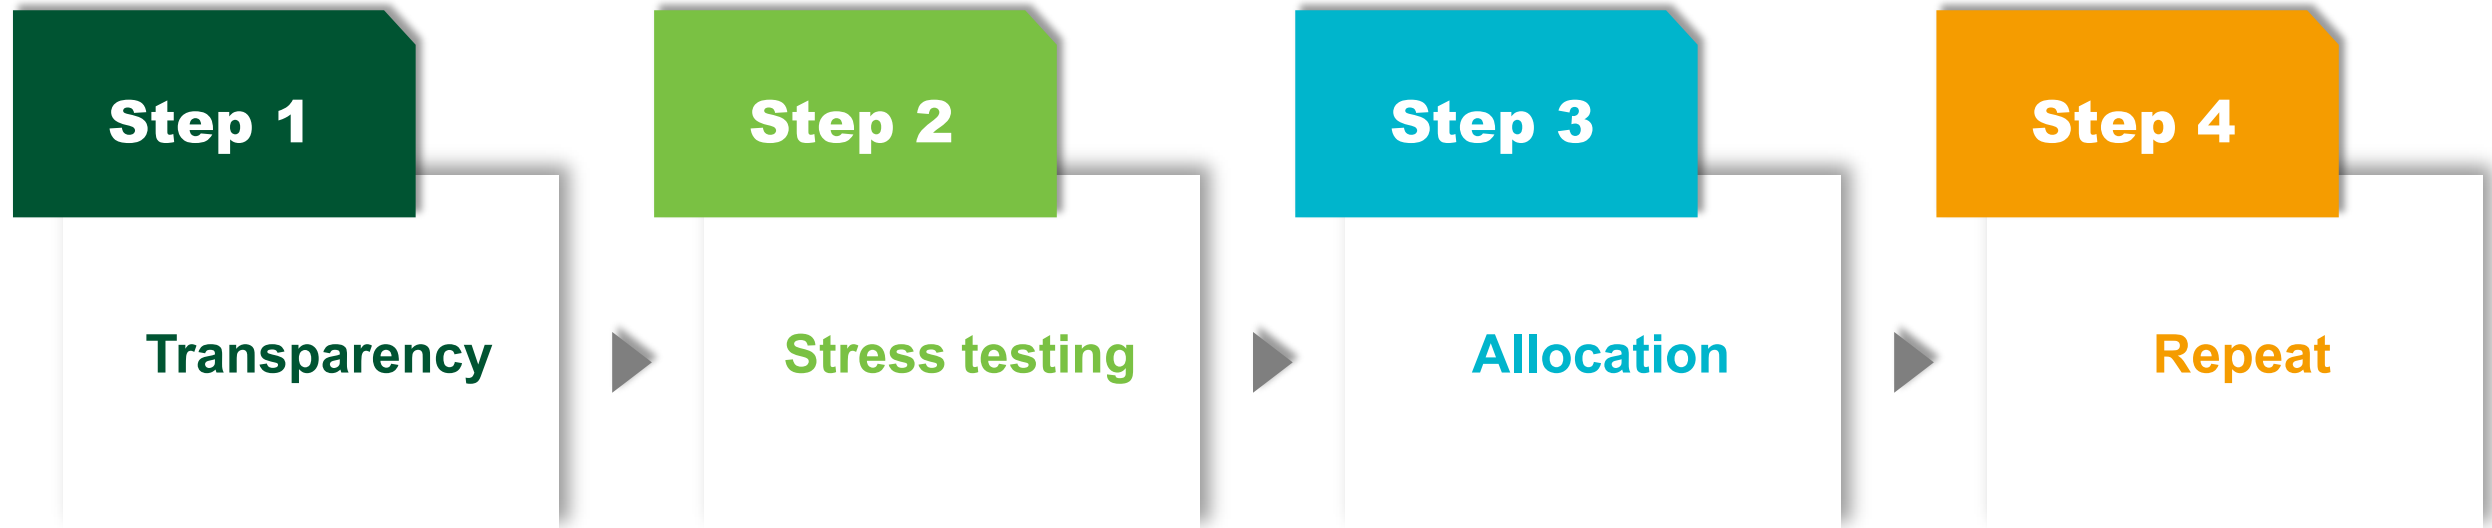 Step 1
Step 2
Step 3
Step 4
Transparency
Stress testing
Allocation
Repeat